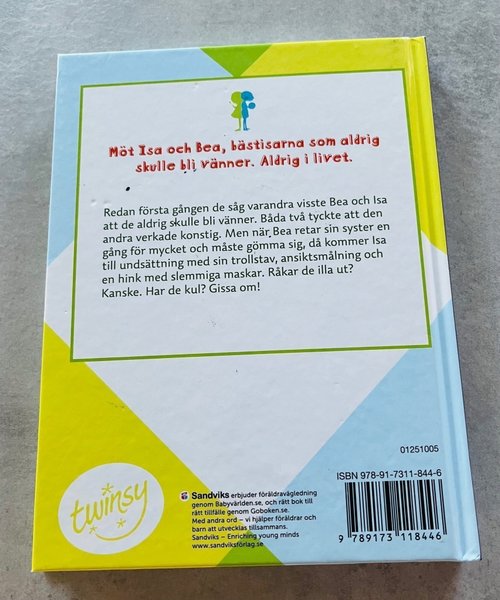 Möt Isa och Bea, bästisarna som aldrig
skulle bli vänner. Aldrig i livet.
Redan första gången de såg varandra visste Bea och Isa
att de aldrig skulle bli vänner. Båda två tyckte att den
andra verkade konstig. Men när Bea retar sin syster en
gång för mycket och måste gömma sig, då kommer Isa
till undsättning med sin trollstav, ansiktsmålning och
en hink med slemmiga maskar. Råkar de illa ut?
Kanske. Har de kul? Gissa om!
01251005
ISBN 978-91-7311-844-6
twinsy
Sandviks erbjuder föräldravägledning
genom Babyvärlden.se, och rätt bok till
rätt tillfälle genom Goboken.se.
Med andra ord – vi hjälper föräldrar och
barn att utvecklas tillsammans.
Sandviks – Enriching young minds
www.sandviksförlag.se
9 789173 118446